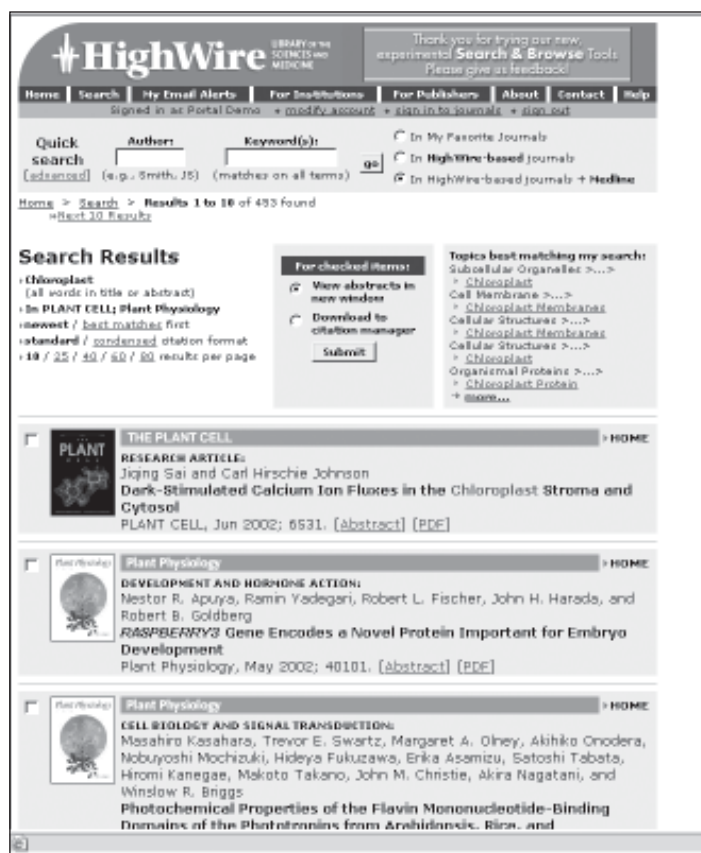 HighWire LIBRARY OF THE SCIENCES AND MEDICINE
Thank you for trying our new,
experimental Search & Browse Tools
Please give us feedback!
Home Search My Email Alerts For Institutions For Publishers About Contact Help
Signed in as Portal Demo modify account sign in to journals sign out
Quick search
[advanced]
Author:
(e.g., Smith, JS)
Keyword(s):
(matches on all terms)
go
In My Favorite Journals
In HighWire-based journals
In HighWire-based journals + Medline
Home > Search > Results 1 to 10 of 483 found
»Next 10 Results
Search Results
Chloroplast
(all words in title or abstract)
In PLANT CELL; Plant Physiology
newest / best matches first
standard / condensed citation format
10 / 25 / 40 / 60 / 80 results per page
For checked items:
View abstracts in
new window
Download to
citation manager
Submit
Topics best matching my search:
Subcellular Organelles >...>
> Chloroplast
Cell Membrane >...>
> Chloroplast Membranes
Cellular Structures >...>
> Chloroplast Membranes
Cellular Structures >...>
> Chloroplast
Organismal Proteins >...>
> Chloroplast Protein
→ more...
THE PLANT CELL
HOME
PLANT
RESEARCH ARTICLE:
Jiqing Sai and Carl Hirschie Johnson
Dark-Stimulated Calcium Ion Fluxes in the Chloroplast Stroma and
Cytosol
PLANT CELL, Jun 2002; 6531. [Abstract] [PDF]
Plant Physiology
HOME
Plant Physiology
DEVELOPMENT AND HORMONE ACTION:
Nestor R. Apuya, Ramin Yadegari, Robert L. Fischer, John H. Harada, and
Robert B. Goldberg
RASPBERRY3 Gene Encodes a Novel Protein Important for Embryo
Development
Plant Physiology, May 2002; 40101. [Abstract] [PDF]
Plant Physiology
HOME
Plant Physiology
CELL BIOLOGY AND SIGNAL TRANSDUCTION:
Masahiro Kasahara, Trevor E. Swartz, Margaret A. Olney, Akihiko Onodera,
Nobuyoshi Mochizuki, Hideya Fukuzawa, Erika Asamizu, Satoshi Tabata,
Hiromi Kanegae, Makoto Takano, John M. Christie, Akira Nagatani, and
Winslow R. Briggs
Photochemical Properties of the Flavin Mononucleotide-Binding
Domains of the Phototropins from Arabidopsis, Rice, and